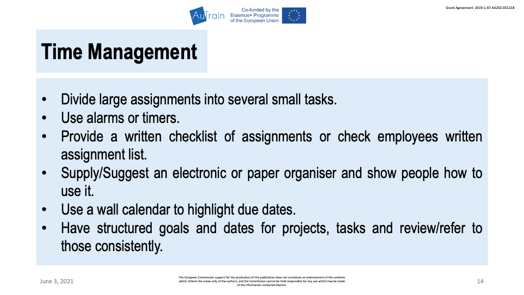 Grant Agreement: 2019-1-AT-KA202-051218
AuTrain
Co-funded by the
Erasmus+ Programme
of the European Union
Time Management
• Divide large assignments into several small tasks.
• Use alarms or timers.
• Provide a written checklist of assignments or check employees written
assignment list.
• Supply/Suggest an electronic or paper organiser and show people how to
use it.
• Use a wall calendar to highlight due dates.
• Have structured goals and dates for projects, tasks and review/refer to
those consistently.
June 3, 2021
The European Commission support for the production of this publication does not constitute an endorsement of the contents
which reflects the views only of the authors, and the Commission cannot be held responsible for any use which may be made
of the information contained therein.
14